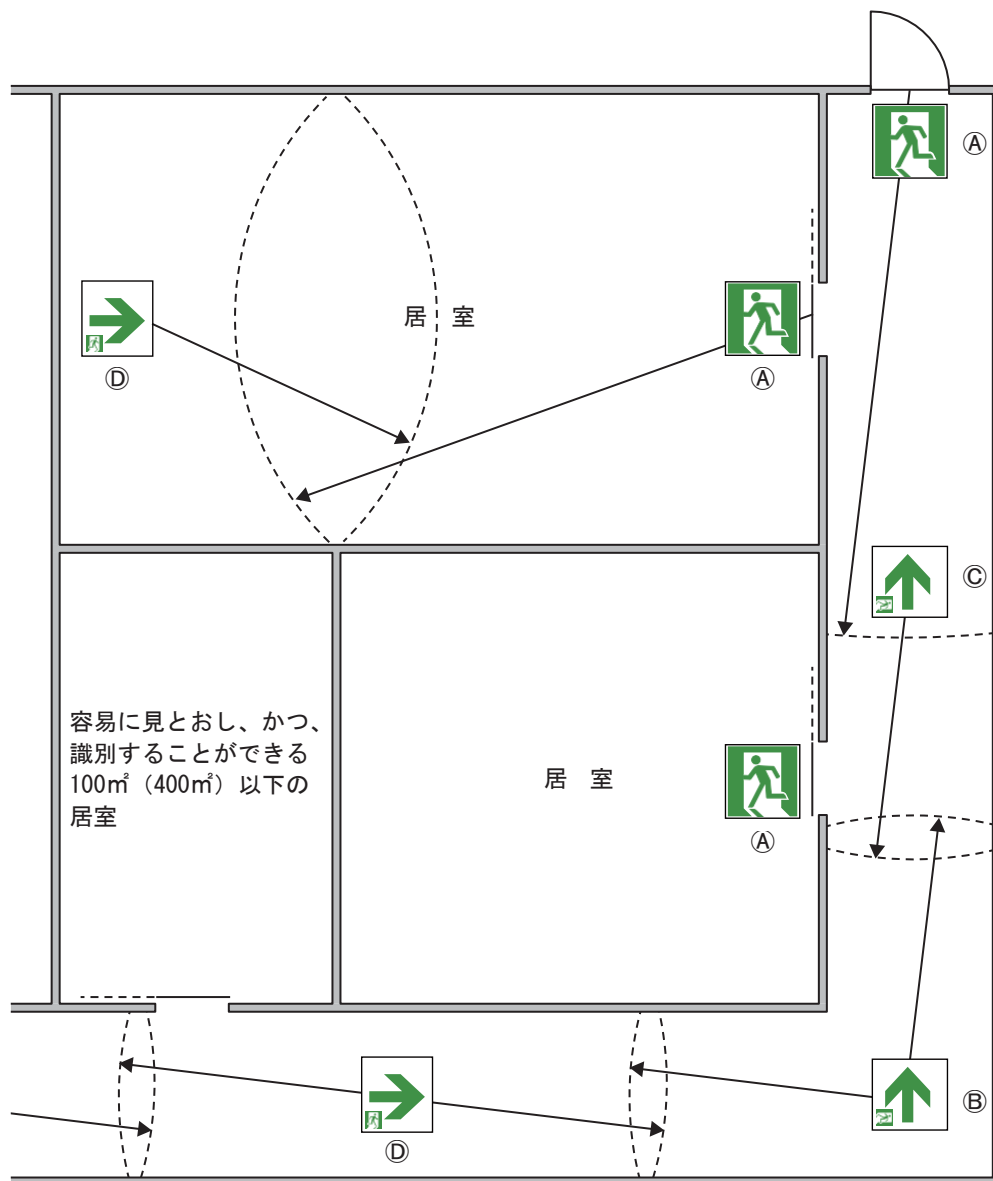 Ⓐ
居　室
Ⓓ
Ⓐ
Ⓒ
容易に見とおし、かつ、
識別することができる
100㎡（400㎡）以下の
居室
居　室
Ⓐ
Ⓑ
Ⓓ